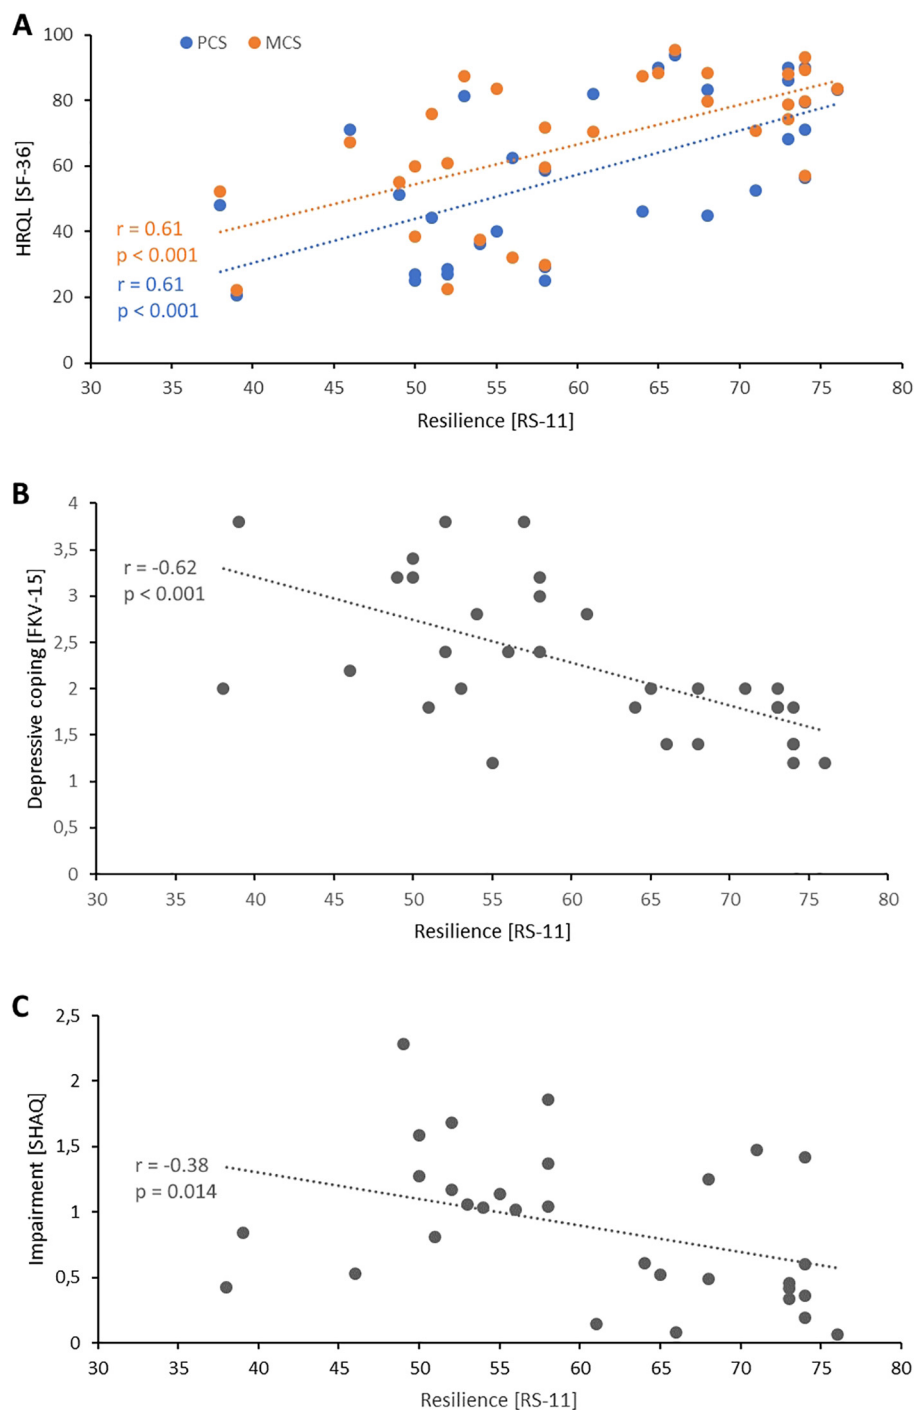 A
PCS MCS
HRQL [SF-36]
100
80
60
40
20
0
r = 0.61
p < 0.001
r = 0.61
p < 0.001
30 35 40 45 50 55 60 65 70 75 80
Resilience [RS-11]
B
Depressive coping [FKV-15]
4
3,5
3
2,5
2
1,5
1
0,5
0
r = -0.62
p < 0.001
30 35 40 45 50 55 60 65 70 75 80
Resilience [RS-11]
C
Impairment [SHAQ]
2,5
2
1,5
1
0,5
0
r = -0.38
p = 0.014
30 35 40 45 50 55 60 65 70 75 80
Resilience [RS-11]